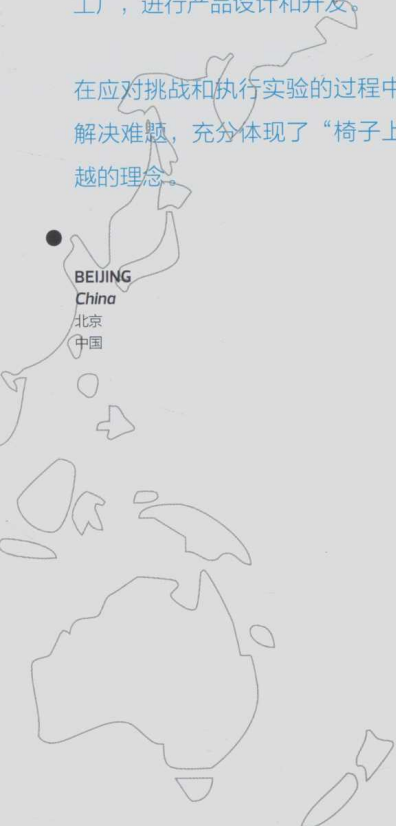 工厂，进行产品设计和开发。
在应对挑战和执行实验的过程中
解决难题，充分体现了“椅子上
越的理念。
BEIJING
China
北京
中国